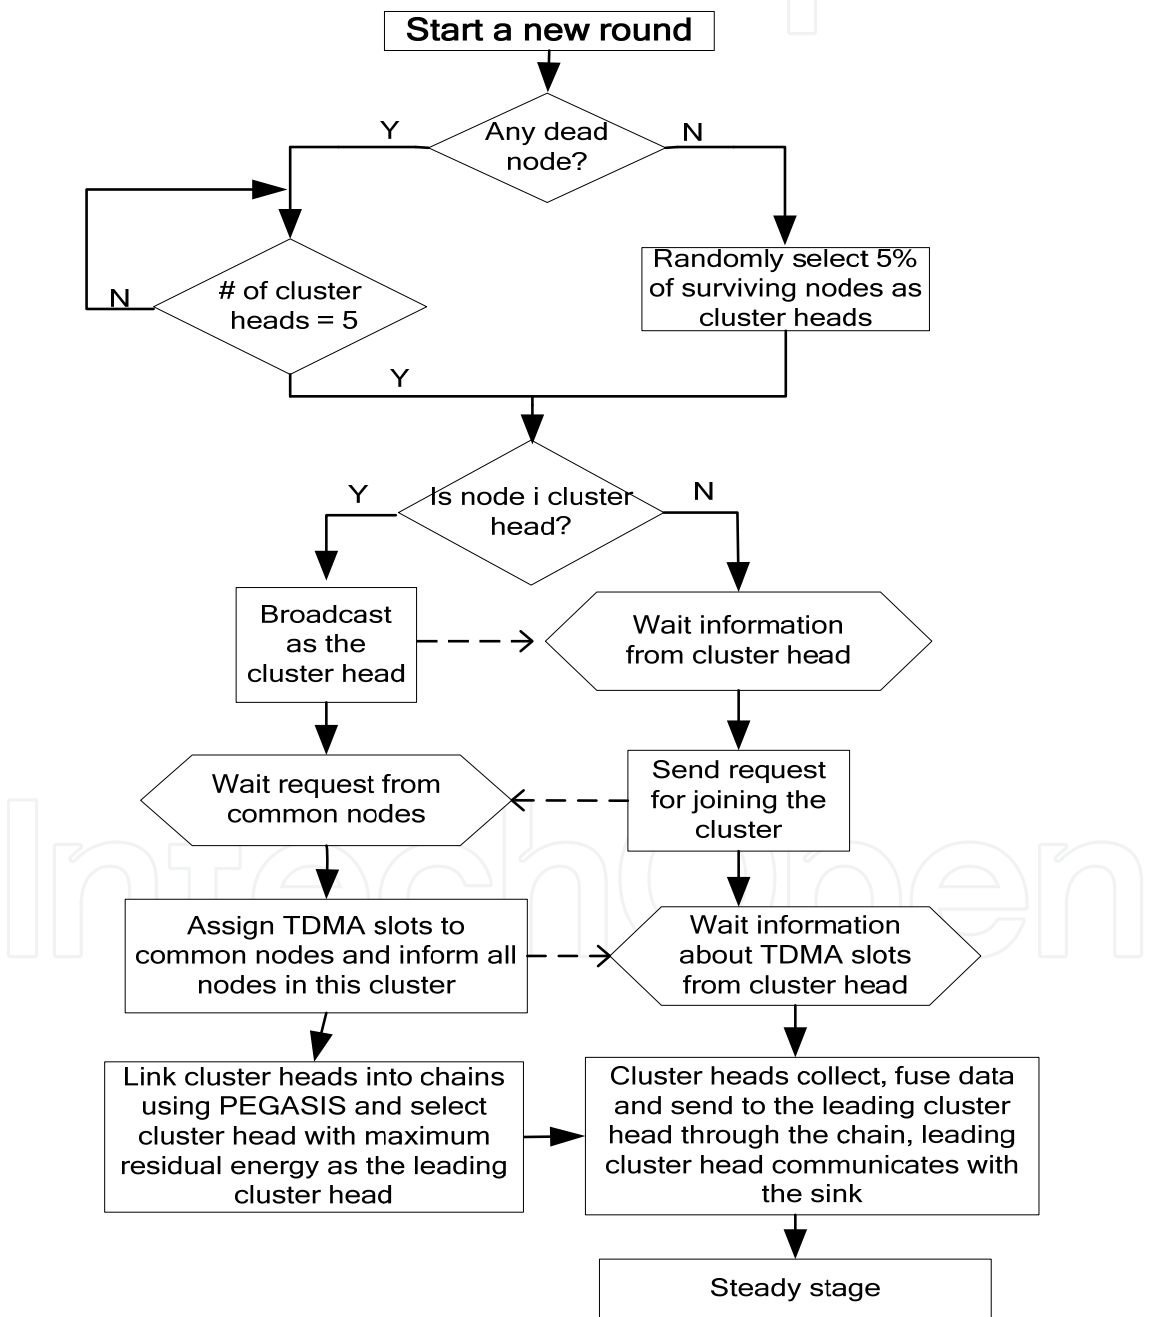 Start a new round
Any dead
node?
Y
N
# of cluster
heads = 5
N
Randomly select 5%
of surviving nodes as
cluster heads
Y
Is node i cluster
head?
Y
N
Broadcast
as the
cluster head
Wait information
from cluster head
Wait request from
common nodes
Send request
for joining the
cluster
Assign TDMA slots to
common nodes and inform all
nodes in this cluster
Wait information
about TDMA slots
from cluster head
Link cluster heads into chains
using PEGASIS and select
cluster head with maximum
residual energy as the leading
cluster head
Cluster heads collect, fuse data
and send to the leading cluster
head through the chain, leading
cluster head communicates with
the sink
Steady stage
IntechOpen